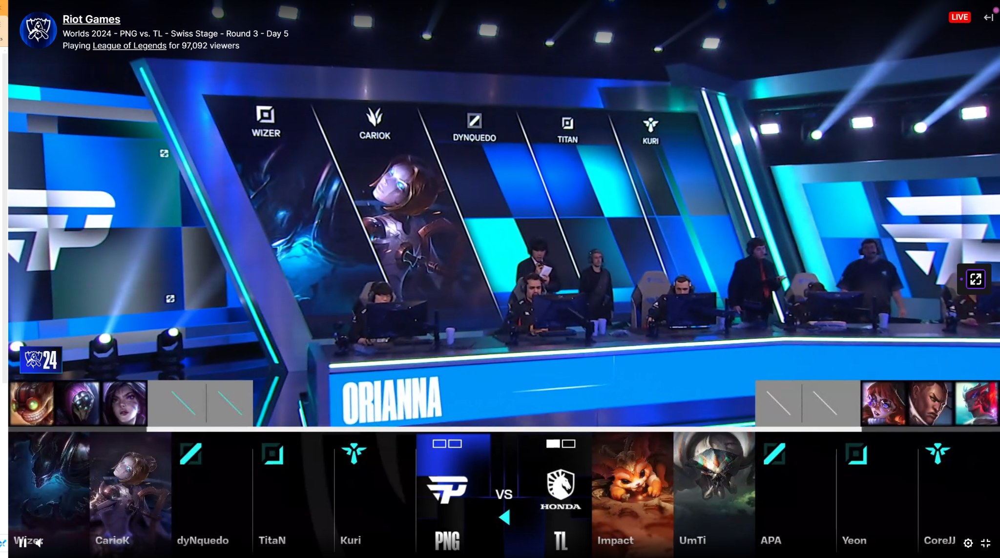 Riot Games
Worlds 2024 - PNG vs. TL - Swiss Stage - Round 3 - Day 5
Playing League of Legends for 97,092 viewers
LIVE
WIZER
CARIOK
DYNQUEDO
TITAN
KURI
24
ORIANNA
VS
HONDA
Wizer
CarioK
dyNquedo
TitaN
Kuri
PNG
TL
Impact
UmTi
APA
Yeon
CoreJJ